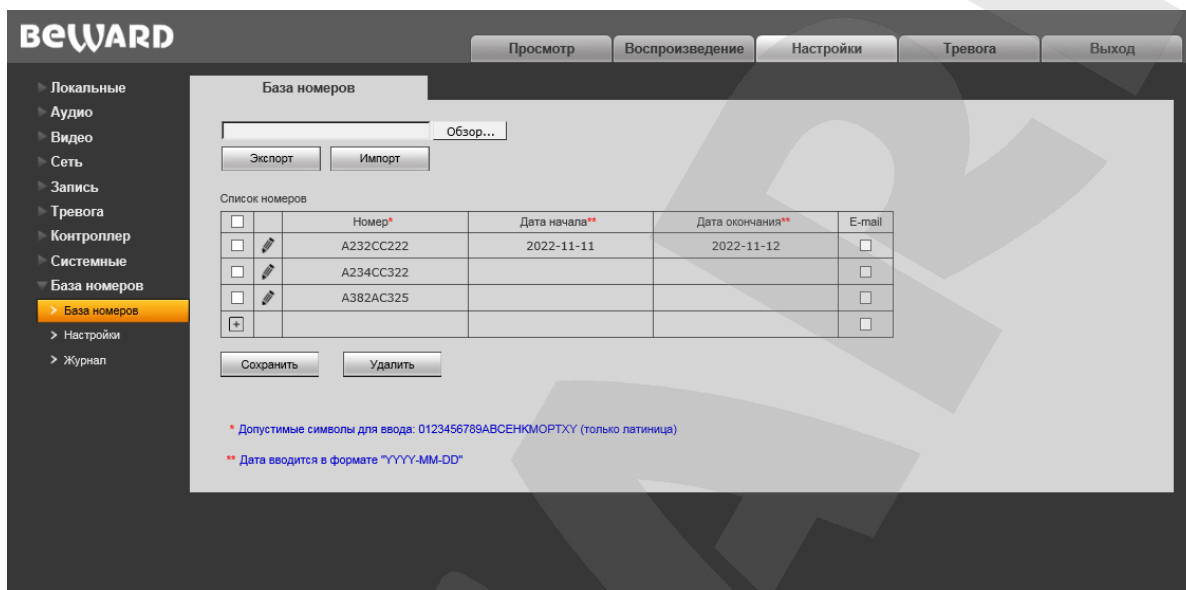 BEWARD
Просмотр Воспроизведение Настройки Тревога Выход
Локальные
Аудио
Видео
Сеть
Запись
Тревога
Контроллер
Системные
База номеров
База номеров
Настройки
Журнал
База номеров
Обзор...
Экспорт Импорт
Список номеров
Номер* Дата начала** Дата окончания** E-mail
A232CC222 2022-11-11 2022-11-12
A234CC322
A382AC325
Сохранить Удалить
* Допустимые символы для ввода: 0123456789ABCEHKMOPTXY (только латиница)
** Дата вводится в формате "YYYY-MM-DD"